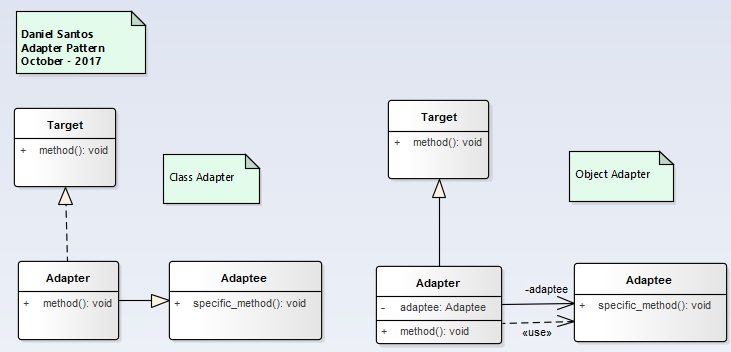 Daniel Santos
Adapter Pattern
October - 2017
Target
+ method(): void
Class Adapter
Adapter
+ method(): void
Adaptee
+ specific_method(): void
Target
+ method(): void
Object Adapter
Adapter
- adaptee: Adaptee
+ method(): void
-adaptee
«use»
Adaptee
+ specific_method(): void